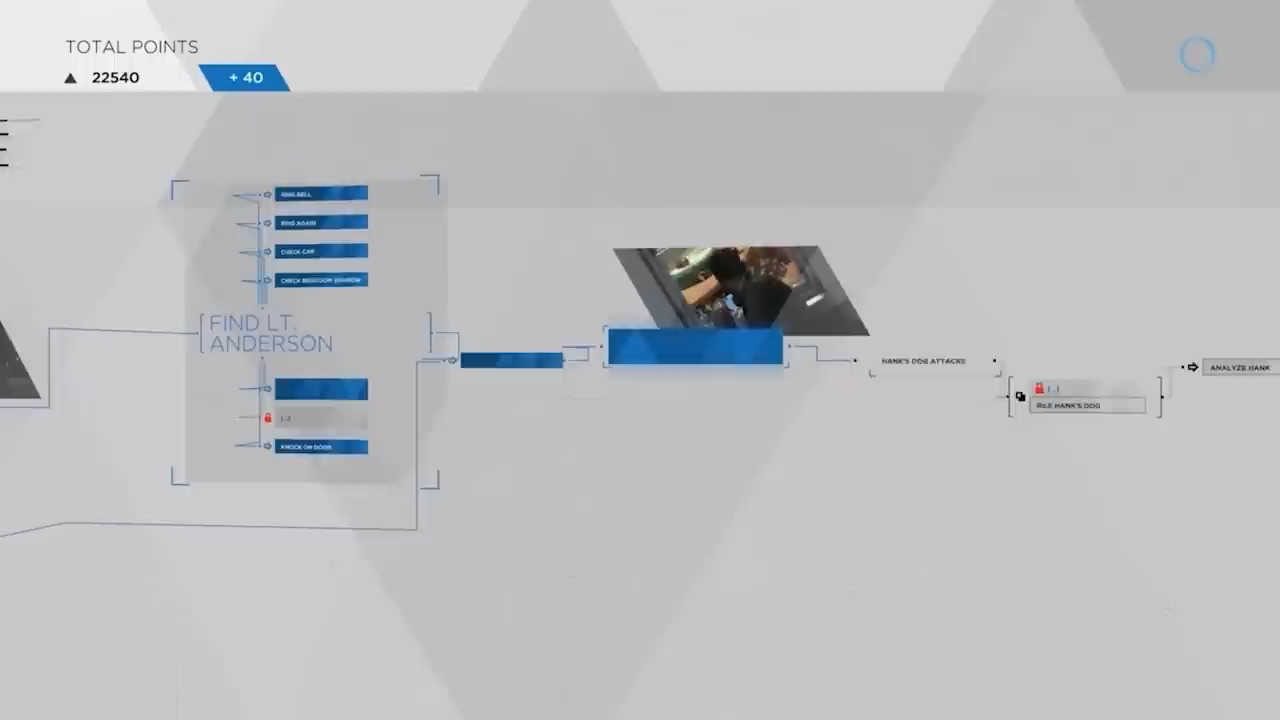 TOTAL POINTS
22540
+ 40
RING BELL
RING AGAIN
CHECK CAR
CHECK BEDROOM WINDOW
FIND LT.
ANDERSON
[...]
KNOCK ON DOOR
HANK'S DOG ATTACKS
[...]
RILE HANK'S DOG
ANALYZE HANK